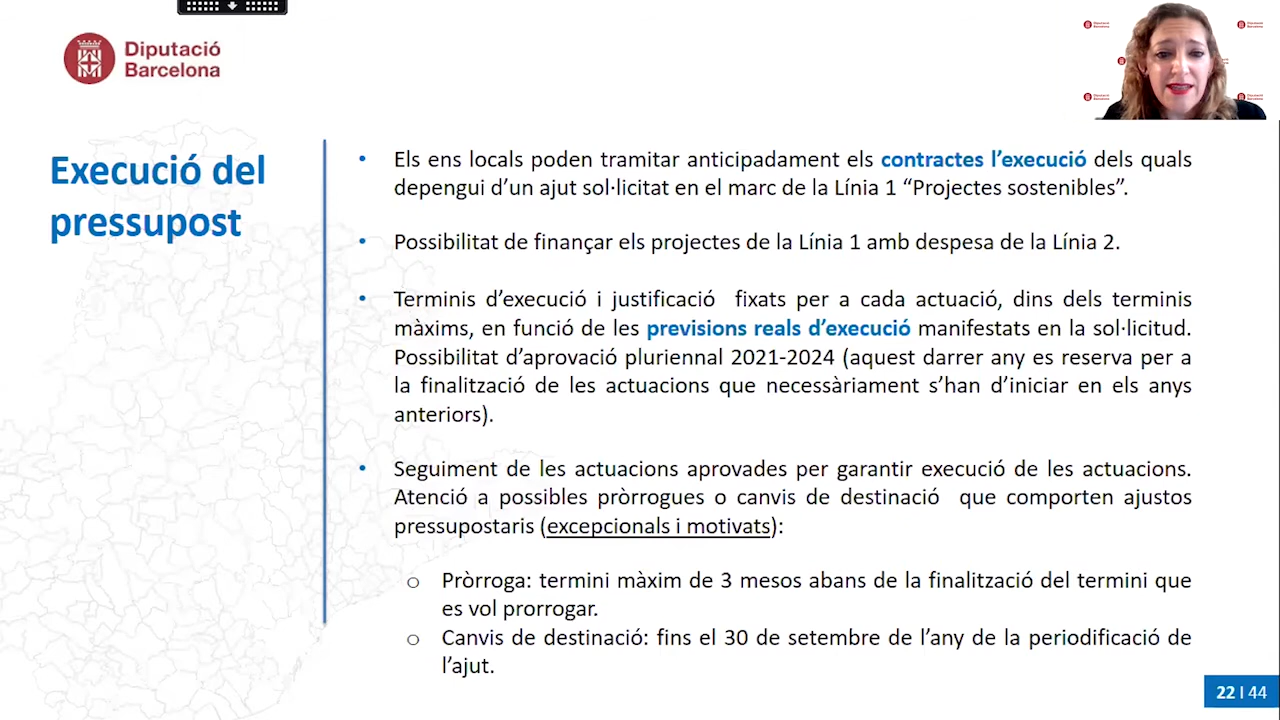 Diputació
Barcelona
Execució del
pressupost
• Els ens locals poden tramitar anticipadament els contractes l’execució dels quals
depengui d’un ajut sol·licitat en el marc de la Línia 1 “Projectes sostenibles”.
• Possibilitat de finançar els projectes de la Línia 1 amb despesa de la Línia 2.
• Terminis d’execució i justificació fixats per a cada actuació, dins dels terminis
màxims, en funció de les previsions reals d’execució manifestats en la sol·licitud.
Possibilitat d’aprovació pluriennal 2021-2024 (aquest darrer any es reserva per a
la finalització de les actuacions que necessàriament s’han d’iniciar en els anys
anteriors).
• Seguiment de les actuacions aprovades per garantir execució de les actuacions.
Atenció a possibles pròrrogues o canvis de destinació que comporten ajustos
pressupostaris (excepcionals i motivats):
o Pròrroga: termini màxim de 3 mesos abans de la finalització del termini que
es vol prorrogar.
o Canvis de destinació: fins el 30 de setembre de l’any de la periodificació de
l’ajut.
22 I 44